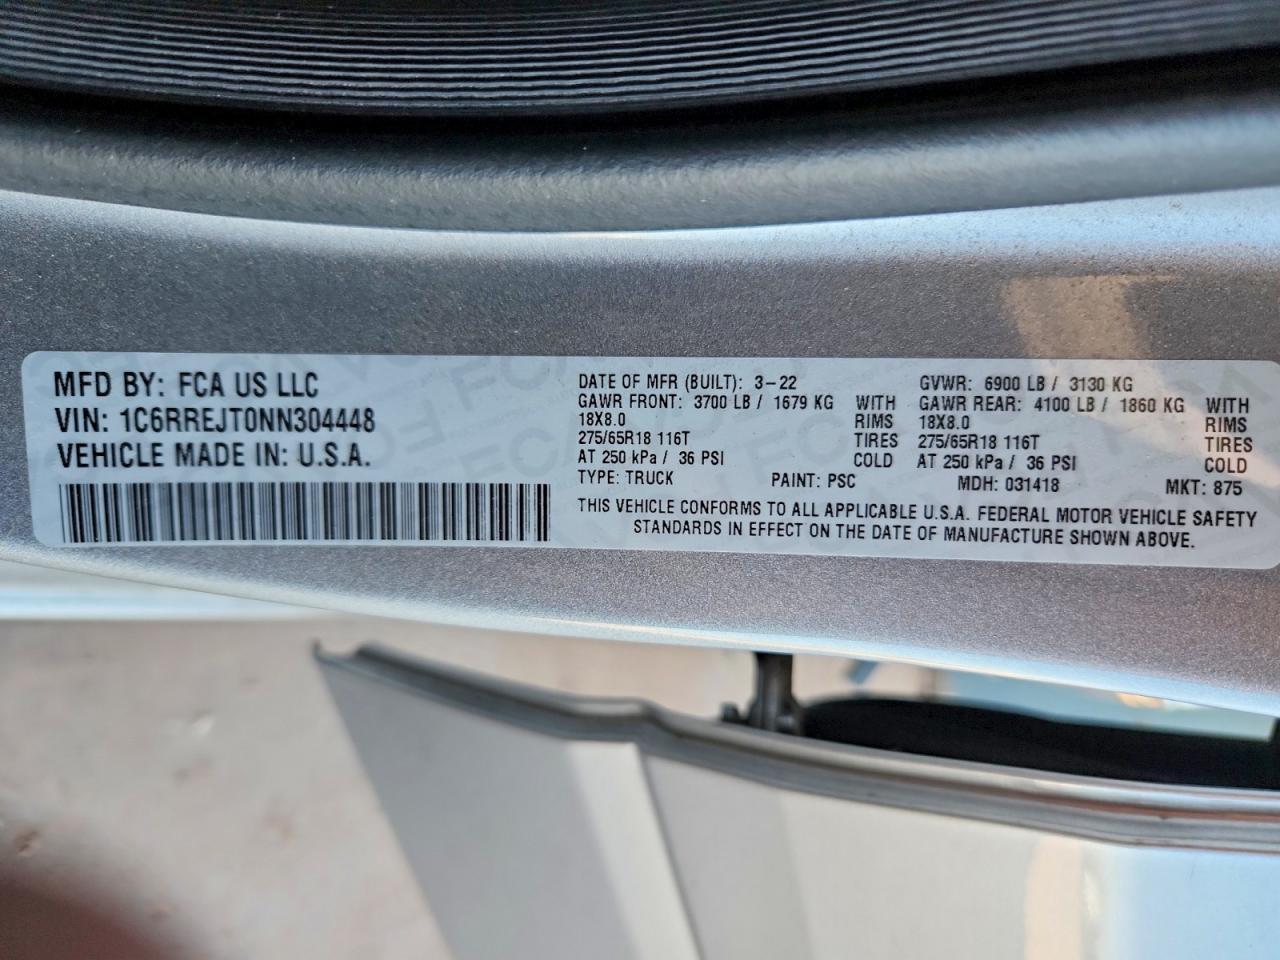 MFD BY: FCA US LLC
VIN: 1C6RREJT0NN304448
VEHICLE MADE IN: U.S.A.
DATE OF MFR (BUILT): 3-22
GAWR FRONT: 3700 LB / 1679 KG WITH
18X8.0 RIMS
275/65R18 116T TIRES
AT 250 kPa / 36 PSI COLD
GVWR: 6900 LB / 3130 KG
GAWR REAR: 4100 LB / 1860 KG WITH
18X8.0 RIMS
275/65R18 116T TIRES
AT 250 kPa / 36 PSI COLD
TYPE: TRUCK PAINT: PSC MDH: 031418 MKT: 875
THIS VEHICLE CONFORMS TO ALL APPLICABLE U.S.A. FEDERAL MOTOR VEHICLE SAFETY
STANDARDS IN EFFECT ON THE DATE OF MANUFACTURE SHOWN ABOVE.